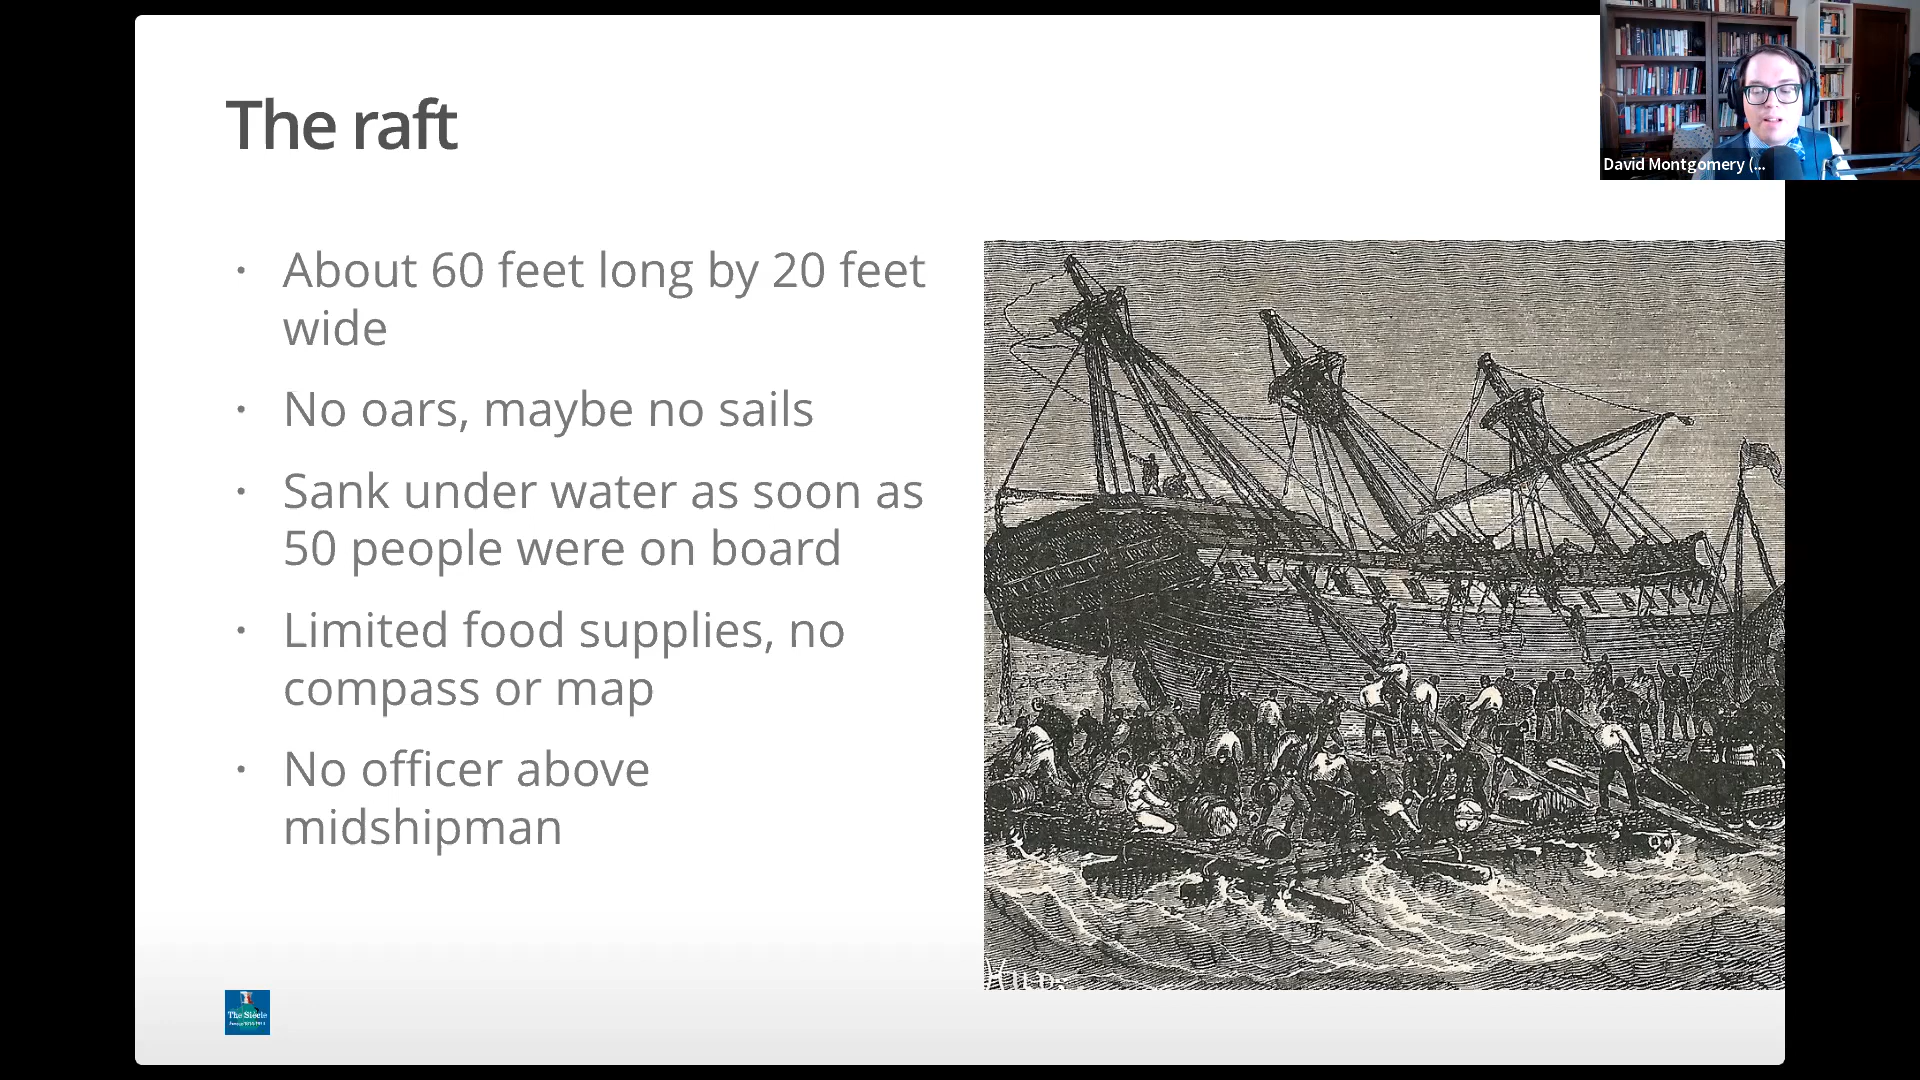 The raft
David Montgomery (...
• About 60 feet long by 20 feet
wide
• No oars, maybe no sails
• Sank under water as soon as
50 people were on board
• Limited food supplies, no
compass or map
• No officer above
midshipman
The Siècle